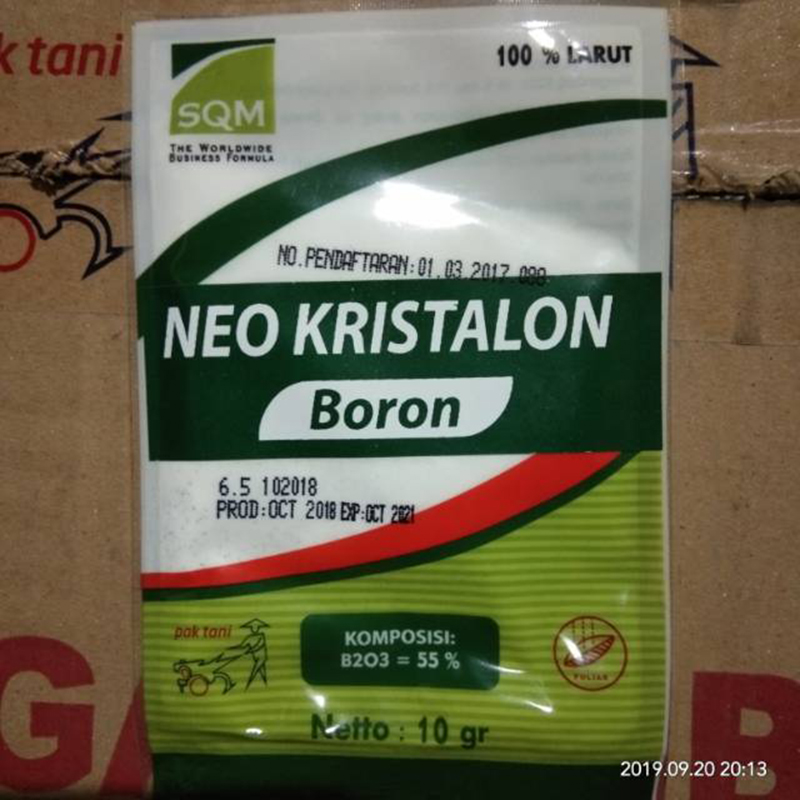 k tani
SQM
THE WORLDWIDE
BUSINESS FORMULA
100 % LARUT
NO.PENDAFTARAN:01.03.2017.088
NEO KRISTALON
Boron
6.5 102018
PROD:OCT 2018 EXP:OCT 2021
pak tani
KOMPOSISI:
B2O3 = 55 %
FOLIAR
Netto : 10 gr
GA
B
2019.09.20 20:13